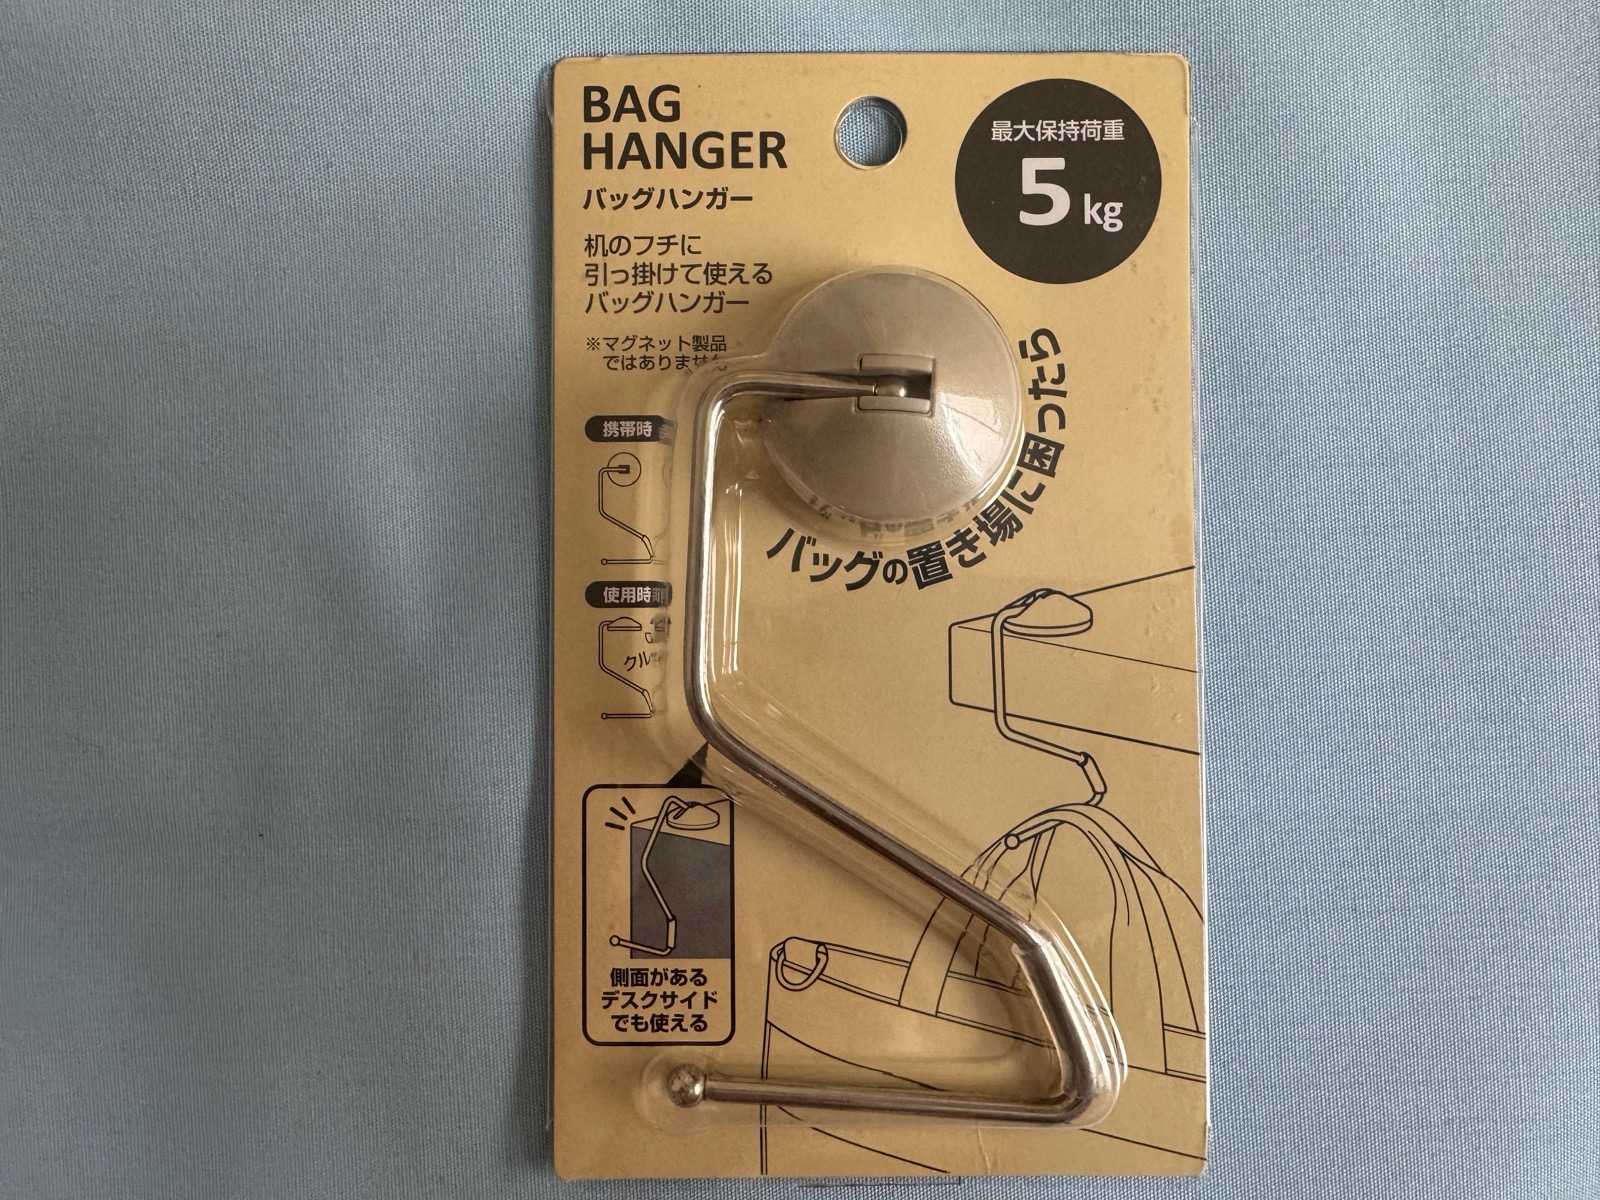 BAG
HANGER
バッグハンガー
机のフチに
引っ掛けて使える
バッグハンガー
※マグネット製品
ではありません
最大保持荷重
5kg
バッグの置き場に困ったら
携帯時
使用時
クル
側面がある
デスクサイド
でも使える